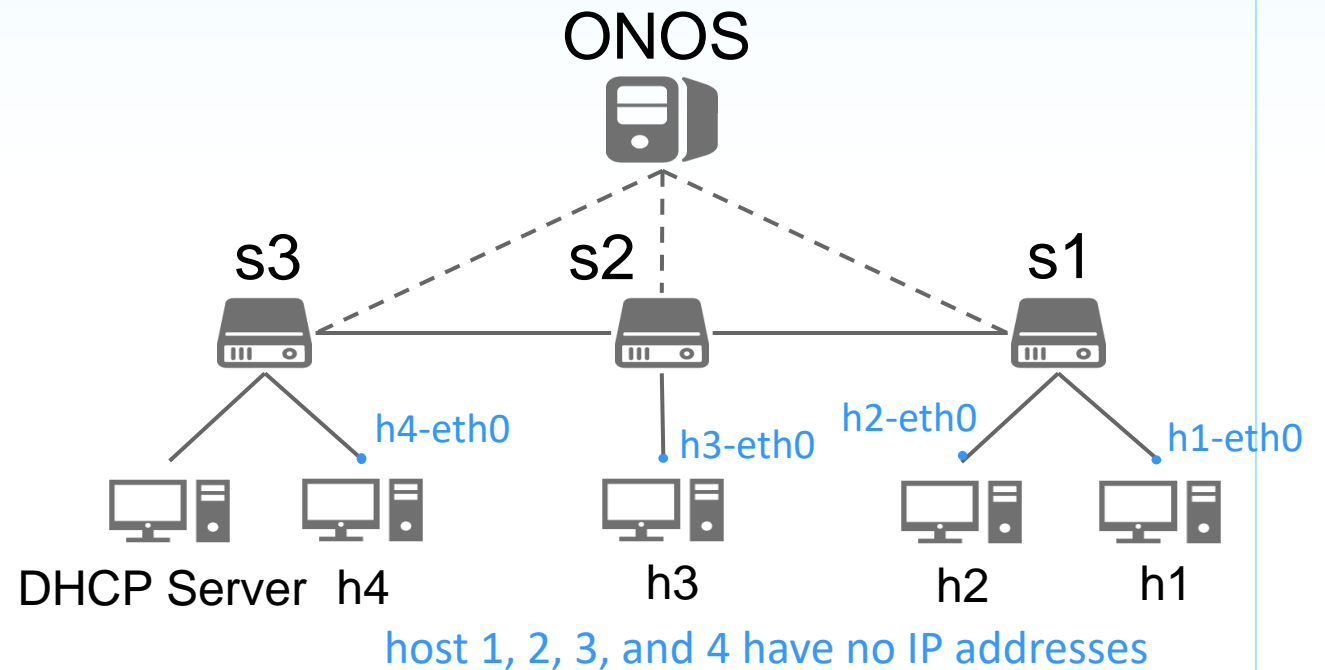 ONOS
s3
s2
s1
h4-eth0
h3-eth0
h2-eth0
h1-eth0
DHCP Server
h4
h3
h2
h1
host 1, 2, 3, and 4 have no IP addresses